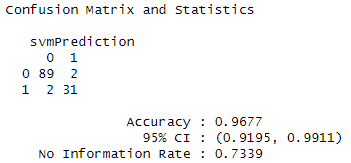 Confusion Matrix and Statistics
svmPrediction
0 1
0 89 2
1 2 31
Accuracy : 0.9677
95% CI : (0.9195, 0.9911)
No Information Rate : 0.7339